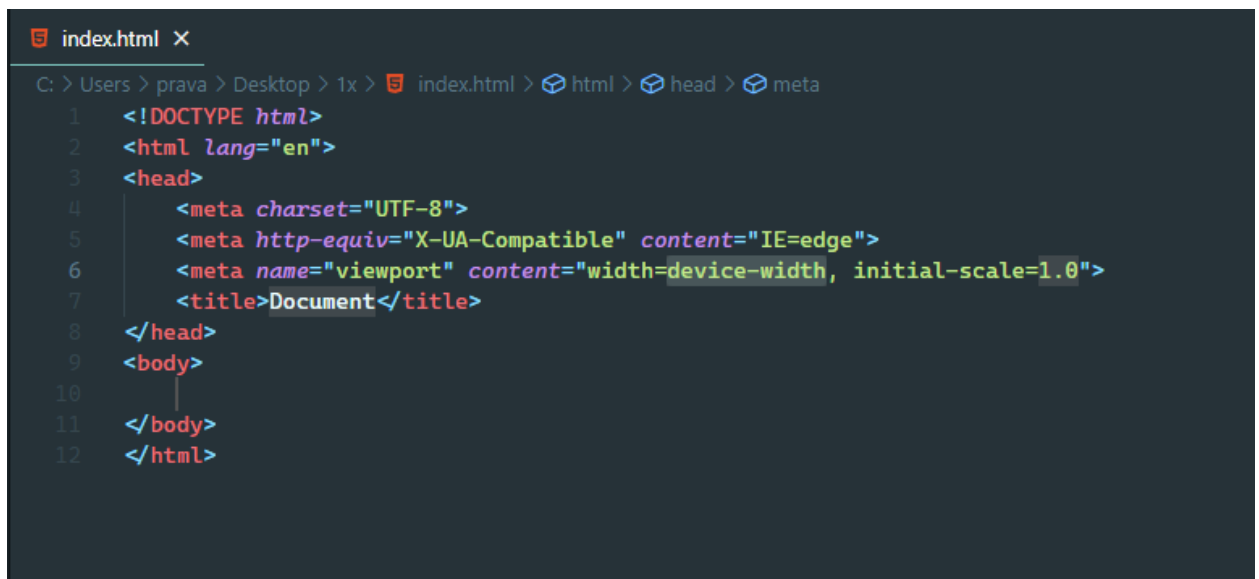 index.html ×
C: > Users > prava > Desktop > 1x > index.html > html > head > meta
1 <!DOCTYPE html>
2 <html lang="en">
3 <head>
4     <meta charset="UTF-8">
5     <meta http-equiv="X-UA-Compatible" content="IE=edge">
6     <meta name="viewport" content="width=device-width, initial-scale=1.0">
7     <title>Document</title>
8 </head>
9 <body>
10
11 </body>
12 </html>